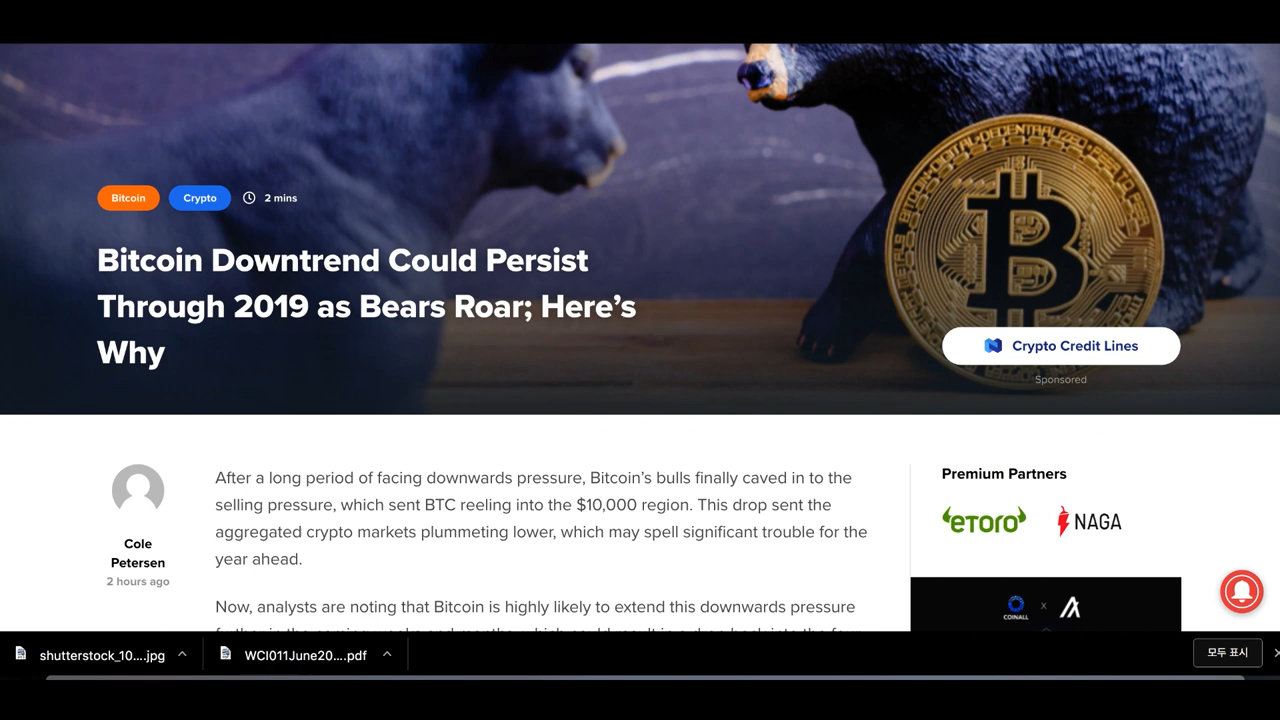 Bitcoin Crypto 2 mins
Bitcoin Downtrend Could Persist
Through 2019 as Bears Roar; Here’s
Why
Crypto Credit Lines
Sponsored
Cole
Petersen
2 hours ago
After a long period of facing downwards pressure, Bitcoin’s bulls finally caved in to the
selling pressure, which sent BTC reeling into the $10,000 region. This drop sent the
aggregated crypto markets plummeting lower, which may spell significant trouble for the
year ahead.
Now, analysts are noting that Bitcoin is highly likely to extend this downwards pressure
Premium Partners
eToro NAGA
COINALL X
shutterstock_10....jpg WCI011June20....pdf 모두 표시